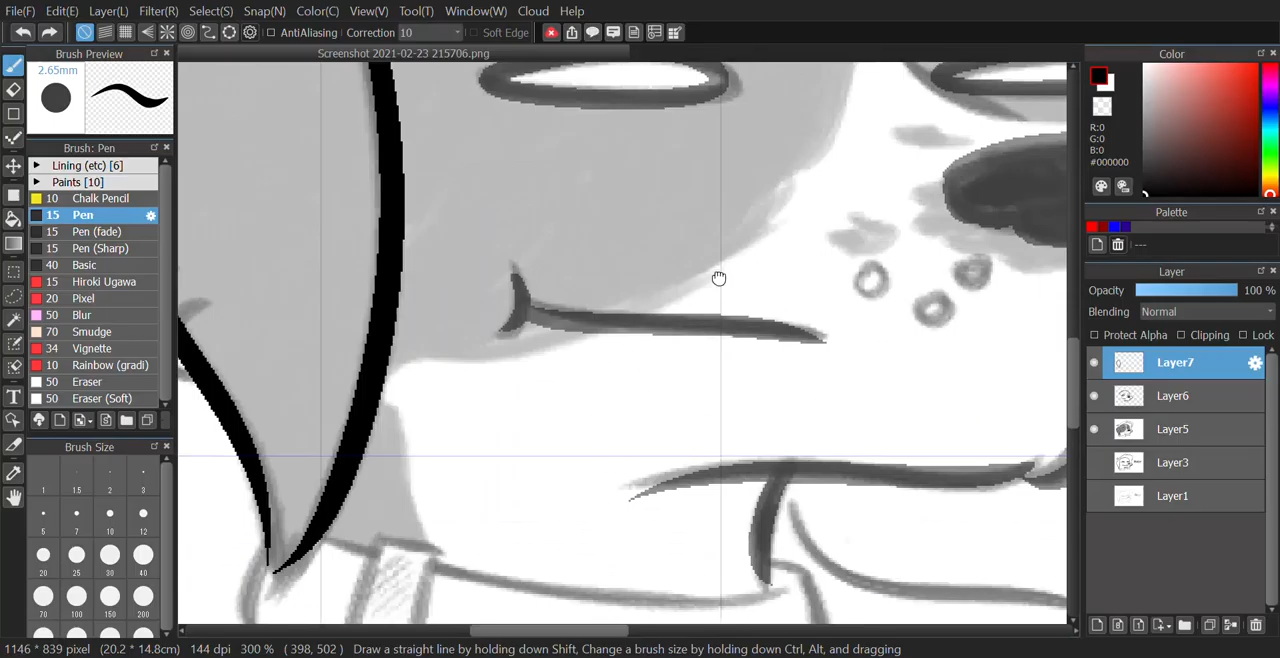 File(F) Edit(E) Layer(L) Filter(R) Select(S) Snap(N) Color(C) View(V) Tool(T) Window(W) Cloud Help
AntiAliasing Correction 10 Soft Edge
Brush Preview
Screenshot 2021-02-23 215706.png
Color
2.65mm
R:0
G:0
B:0
#000000
Brush: Pen
Lining (etc) [6]
Paints [10]
10 Chalk Pencil
15 Pen
15 Pen (fade)
15 Pen (Sharp)
40 Basic
15 Hiroki Ugawa
20 Pixel
50 Blur
70 Smudge
34 Vignette
10 Rainbow (gradi)
50 Eraser
50 Eraser (Soft)
Palette
---
Layer
Opacity 100 %
Blending Normal
Protect Alpha Clipping Lock
Layer7
Layer6
Layer5
Layer3
Layer1
Brush Size
1 1.5 2 3
5 7 10 12
20 25 30 40
70 100 150 200
1146 * 839 pixel (20.2 * 14.8cm) 144 dpi 300 % ( 398, 502 ) Draw a straight line by holding down Shift, Change a brush size by holding down Ctrl, Alt, and dragging